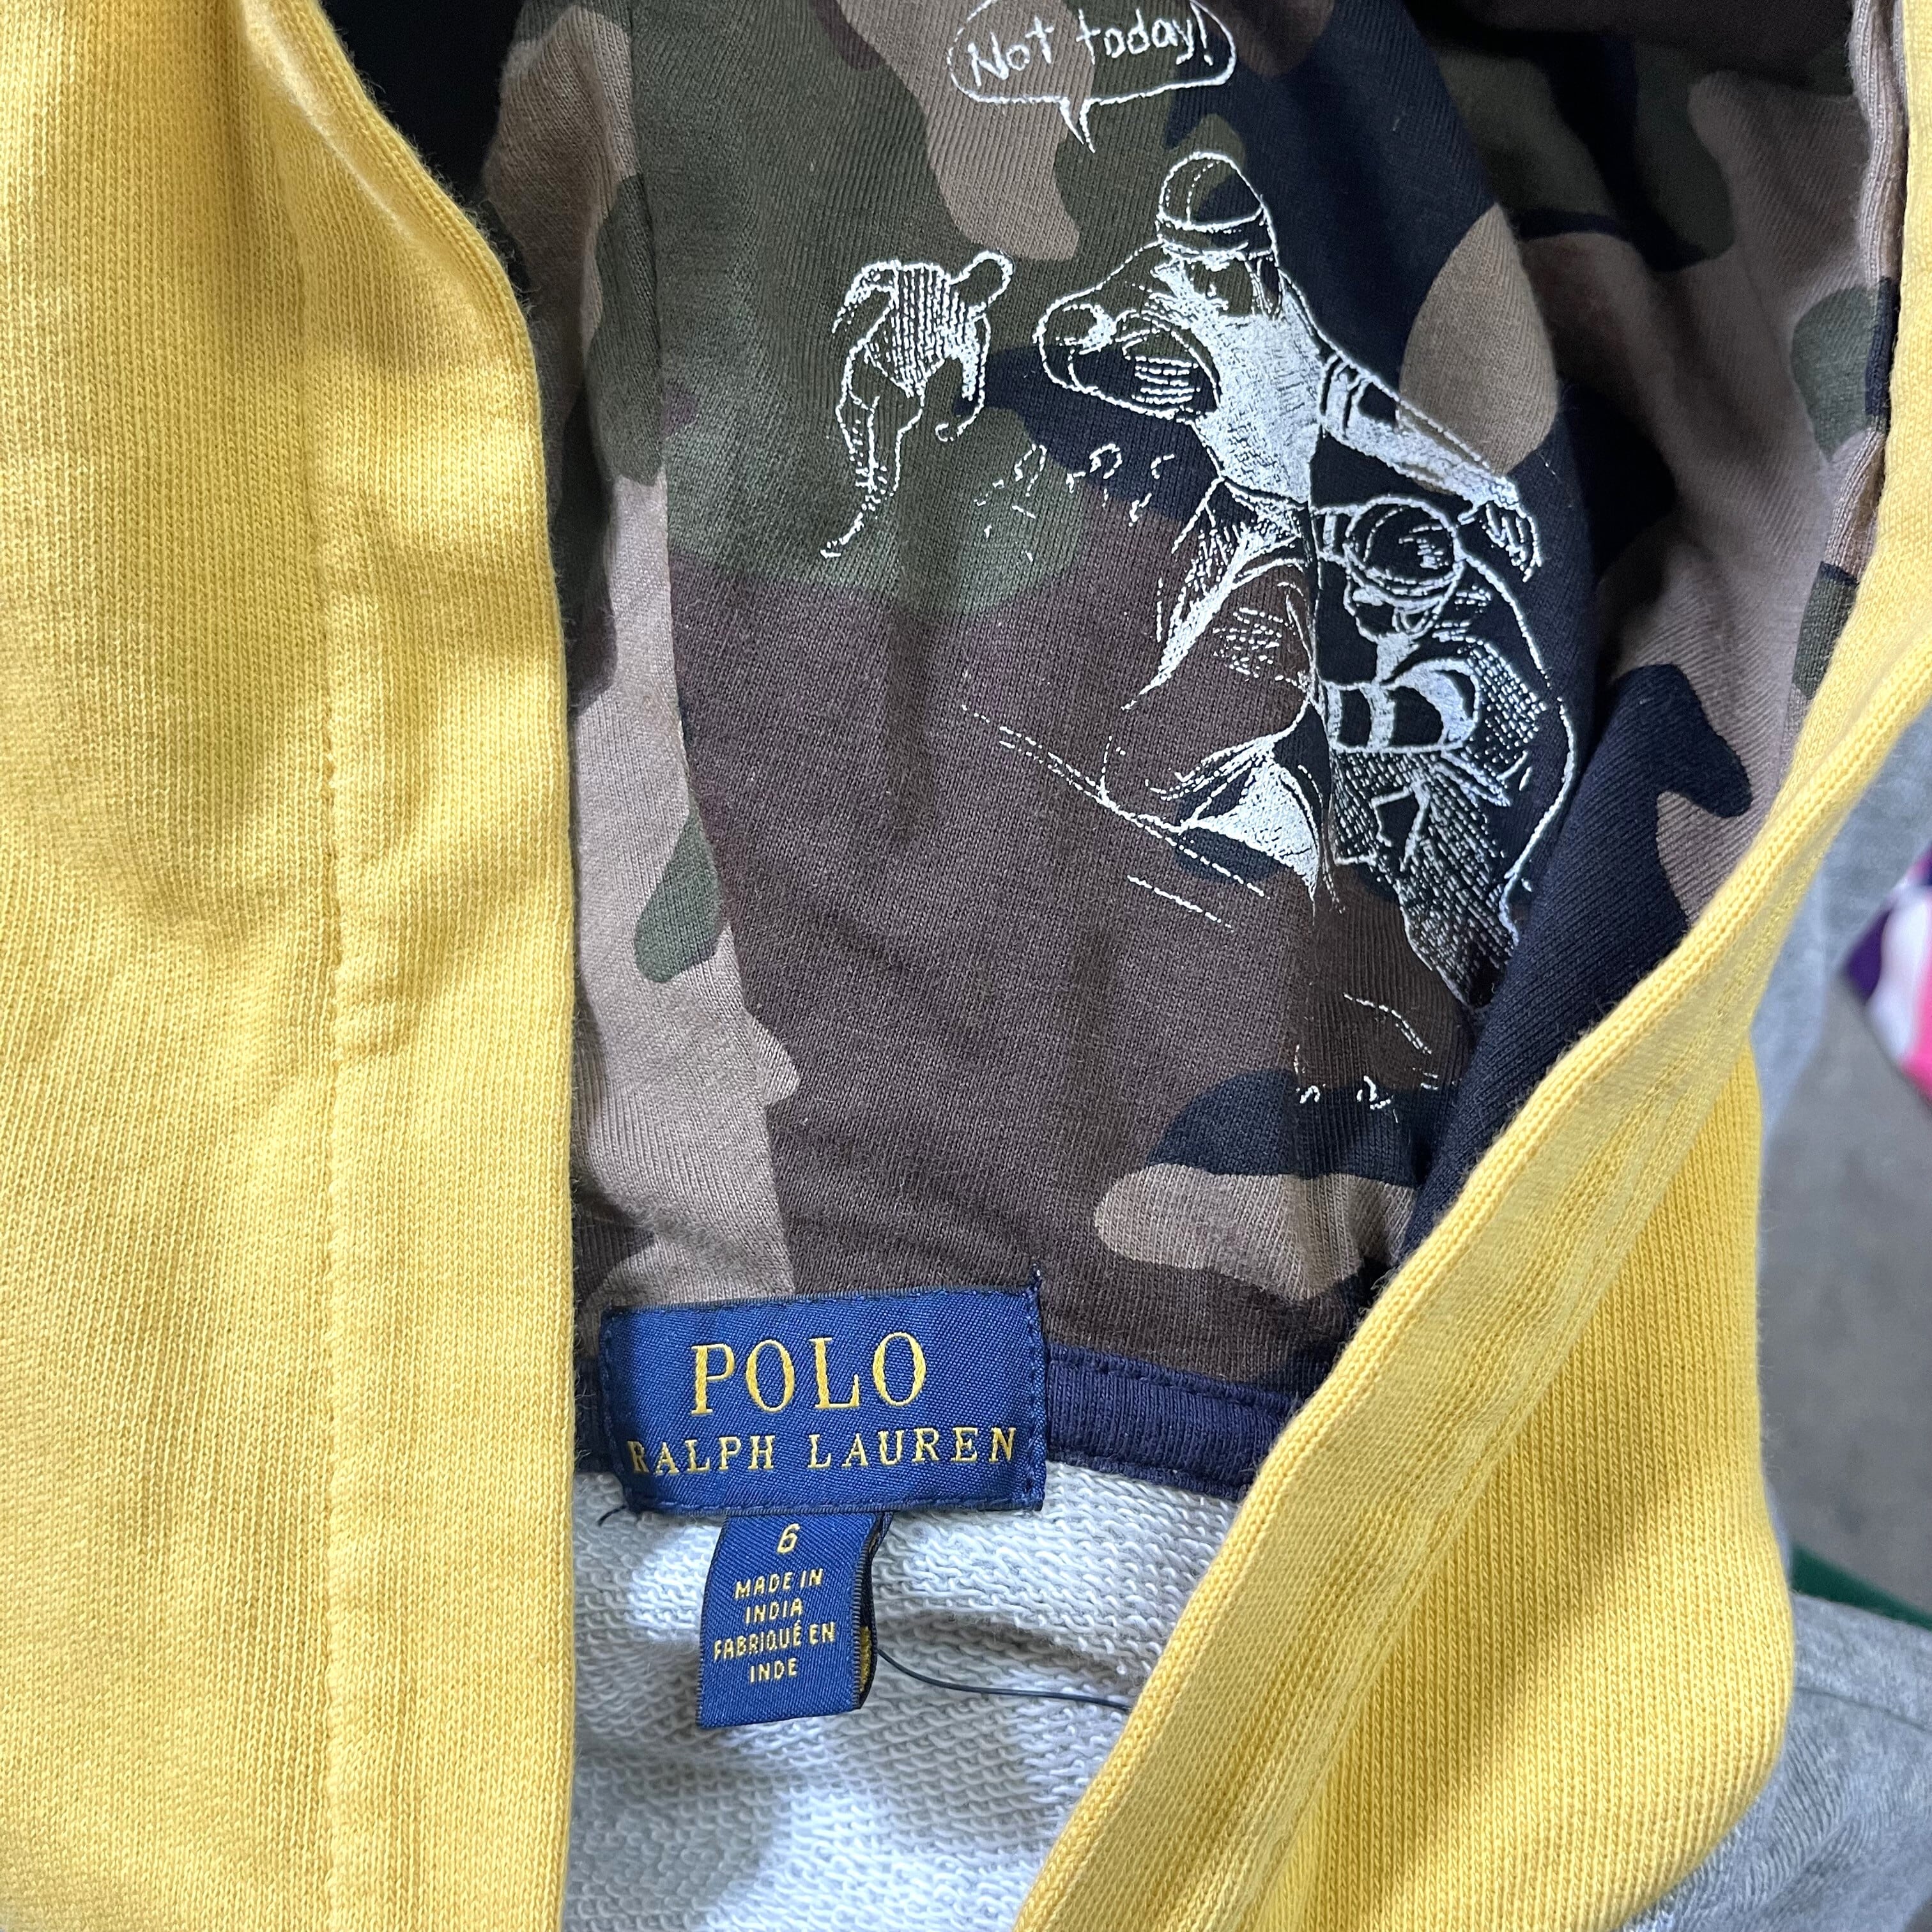 Not today!
POLO
RALPH LAUREN
6
MADE IN
INDIA
FABRIQUÉ EN
INDE